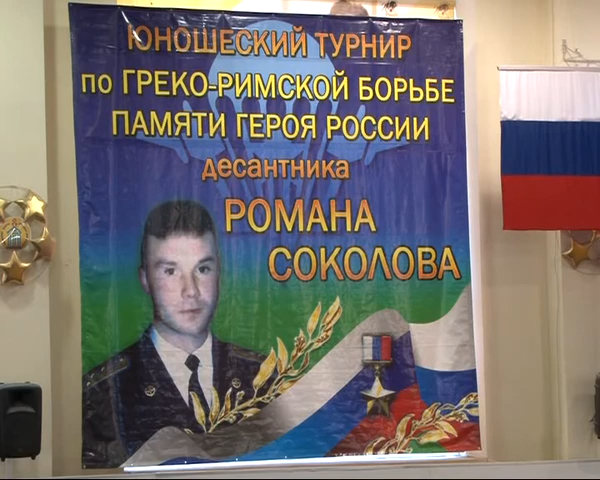 ЮНОШЕСКИЙ ТУРНИР
по ГРЕКО-РИМСКОЙ БОРЬБЕ
ПАМЯТИ ГЕРОЯ РОССИИ
десантника
РОМАНА
СОКОЛОВА